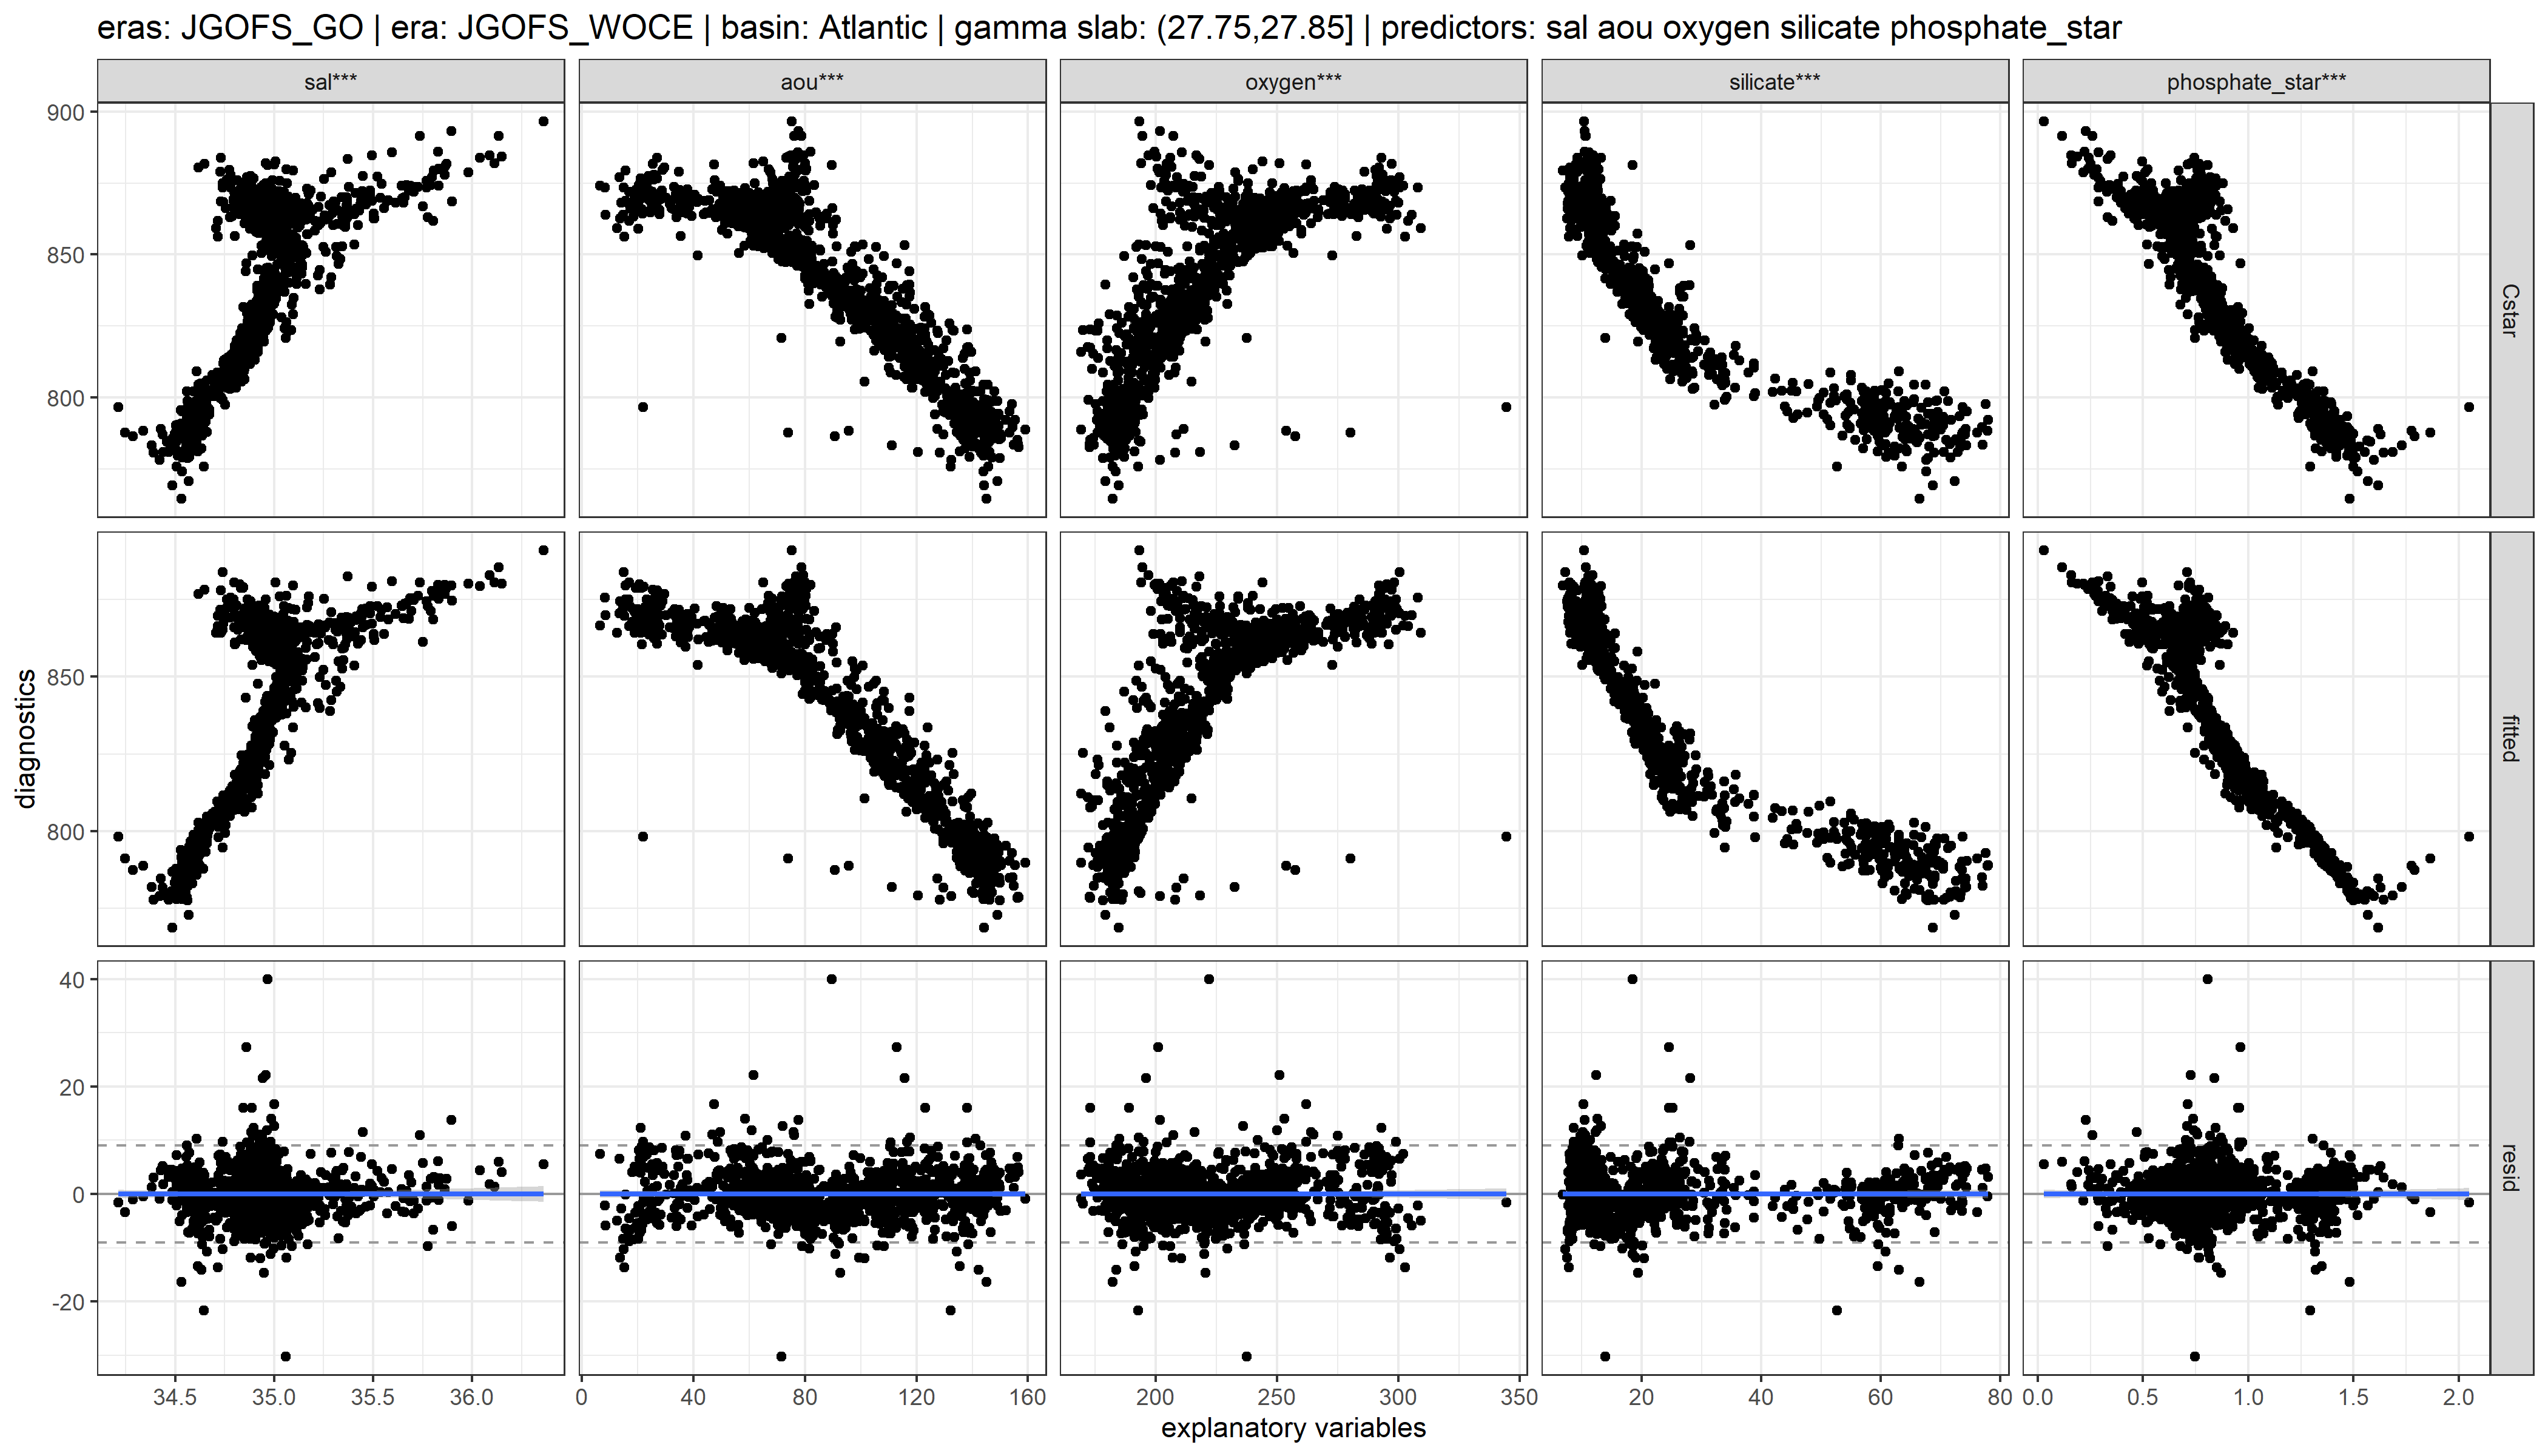 eras: JGOFS_GO | era: JGOFS_WOCE | basin: Atlantic | gamma slab: (27.75,27.85] | predictors: sal aou oxygen silicate phosphate_star
sal*** aou*** oxygen*** silicate*** phosphate_star***
900
850
800
Cstar
850
800
fitted
diagnostics
40
20
0
-20
resid
34.5 35.0 35.5 36.0 0 40 80 120 160 200 250 300 350 20 40 60 80 0.0 0.5 1.0 1.5 2.0
explanatory variables